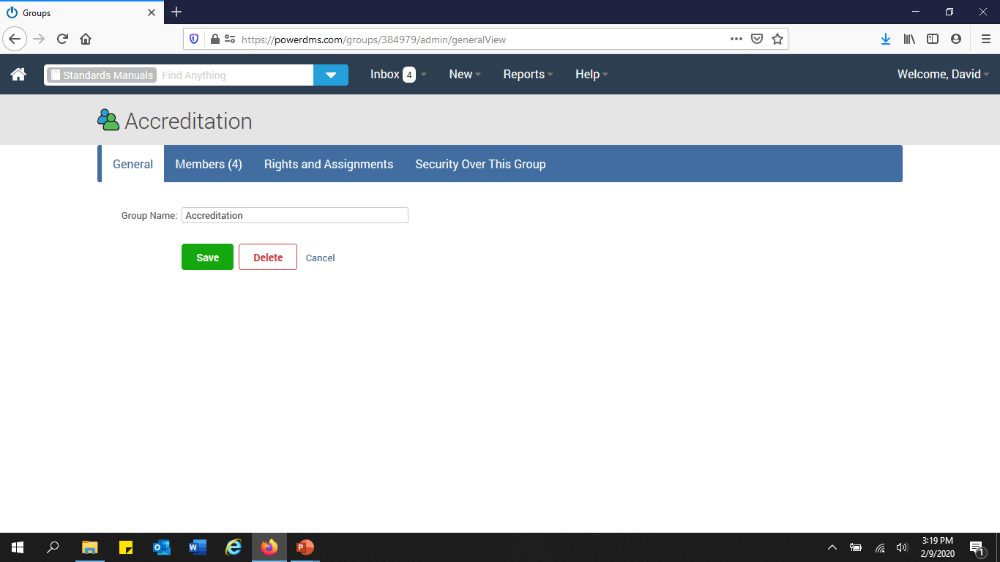 Groups
https://powerdms.com/groups/384979/admin/generalView
Standards Manuals Find Anything Inbox 4 New Reports Help Welcome, David
Accreditation
General Members (4) Rights and Assignments Security Over This Group
Group Name: Accreditation
Save Delete Cancel
3:19 PM
2/9/2020
1